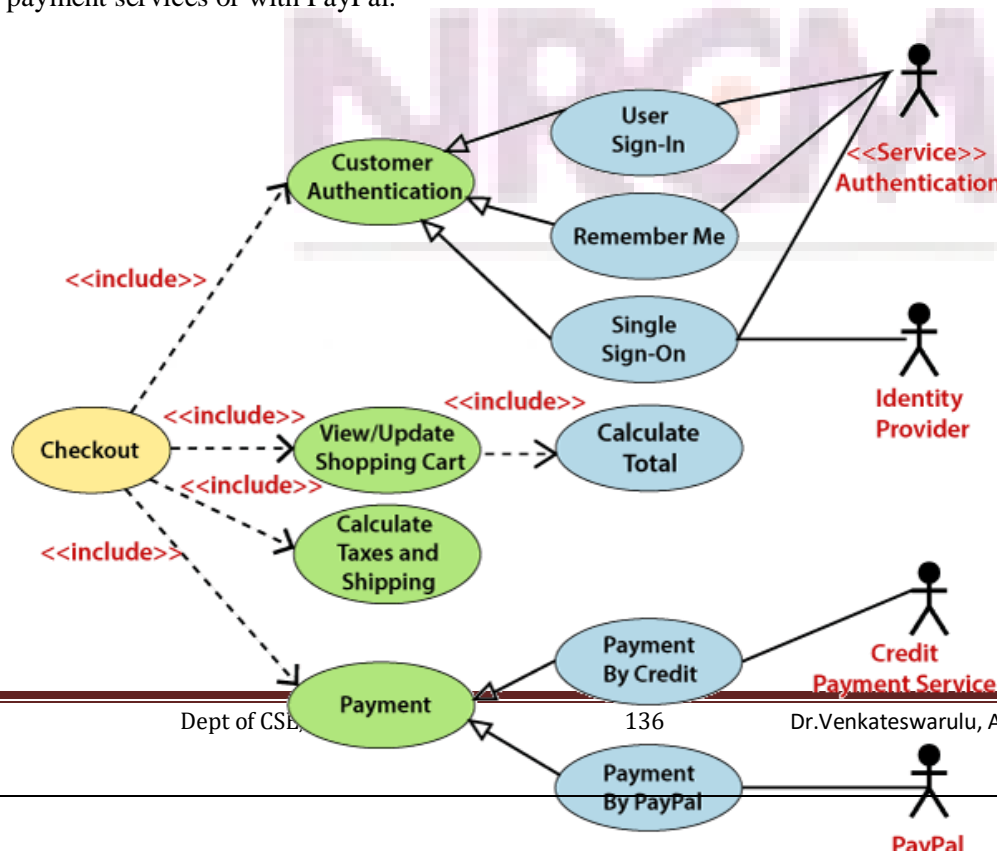 payment services or with PayPal.
NRCM
User
Sign-In
<<Service>>
Authentication
Customer
Authentication
Remember Me
<<include>>
Single
Sign-On
Identity
Provider
<<include>>
<<include>>
Checkout
View/Update
Shopping Cart
Calculate
Total
<<include>>
Calculate
Taxes and
Shipping
<<include>>
Payment
By Credit
Credit
Payment Service
Payment
Dept of CSE,
136
Dr.Venkateswarulu, A
Payment
By PayPal
PayPal